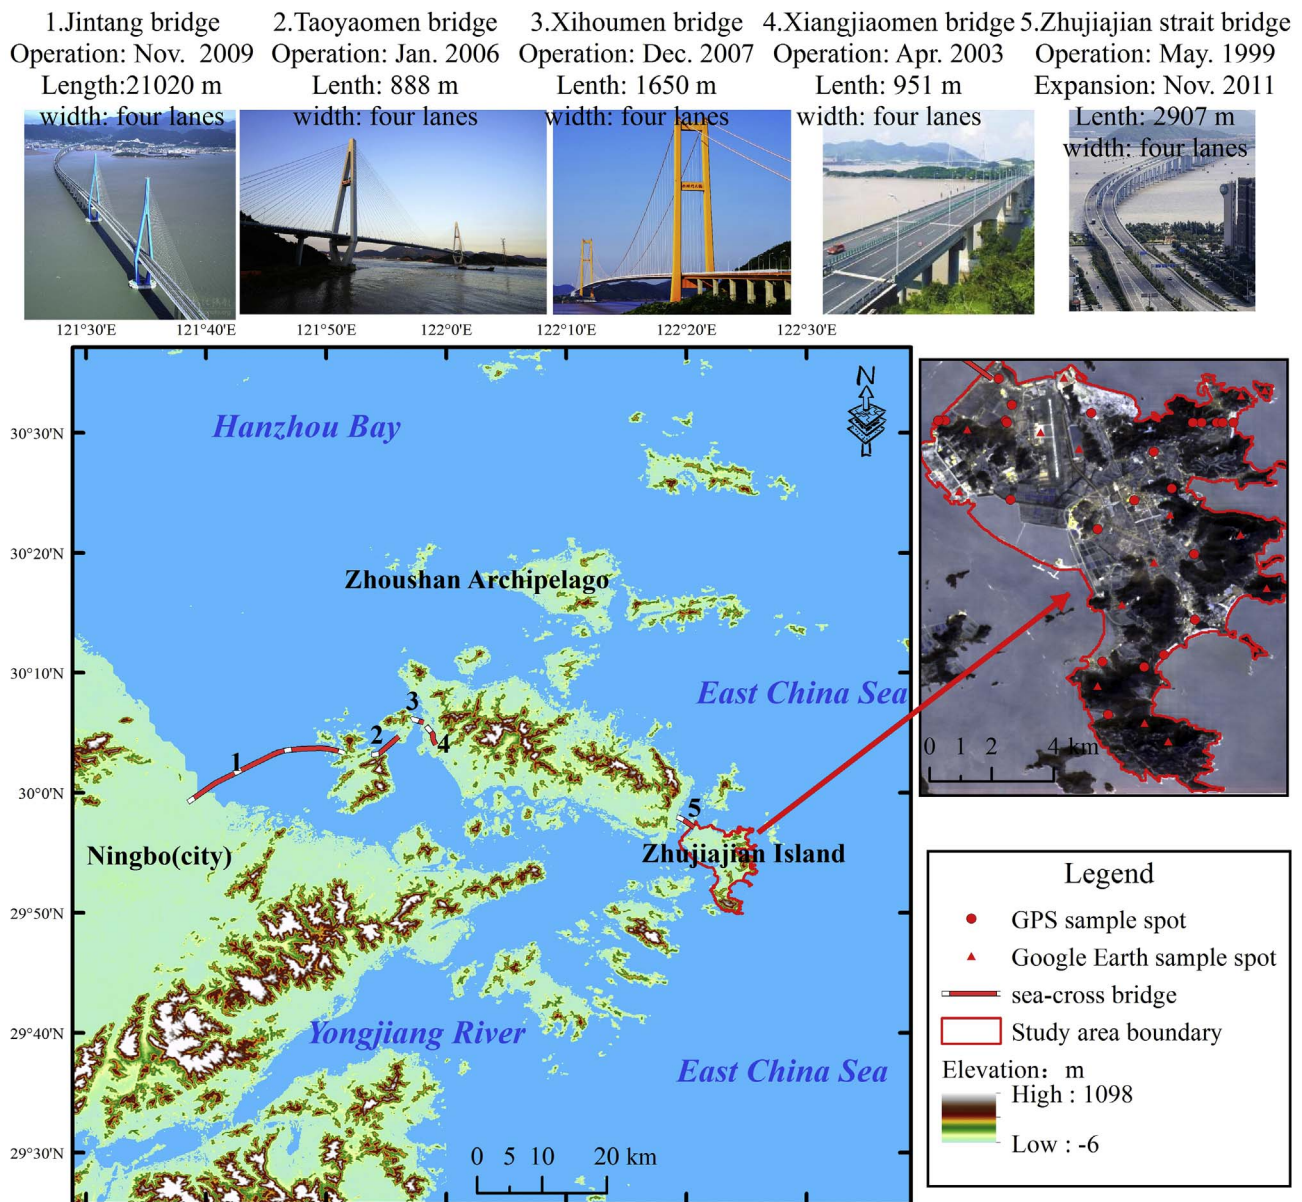 1.Jintang bridge
Operation: Nov. 2009
Length:21020 m
width: four lanes
2.Taoyaomen bridge
Operation: Jan. 2006
Lenth: 888 m
width: four lanes
3.Xihoumen bridge
Operation: Dec. 2007
Lenth: 1650 m
width: four lanes
4.Xiangjiaomen bridge
Operation: Apr. 2003
Lenth: 951 m
width: four lanes
5.Zhujiajian strait bridge
Operation: May. 1999
Expansion: Nov. 2011
Lenth: 2907 m
width: four lanes
121°30'E
121°40'E
121°50'E
122°0'E
122°10'E
122°20'E
122°30'E
30°30'N
30°20'N
30°10'N
30°0'N
29°50'N
29°40'N
29°30'N
Hanzhou Bay
N
Zhoushan Archipelago
East China Sea
3
2
1
4
5
Ningbo(city)
Zhujiajian Island
Yongjiang River
East China Sea
0 5 10 20 km
0 1 2 4 km
Legend
GPS sample spot
Google Earth sample spot
sea-cross bridge
Study area boundary
Elevation: m
High : 1098
Low : -6